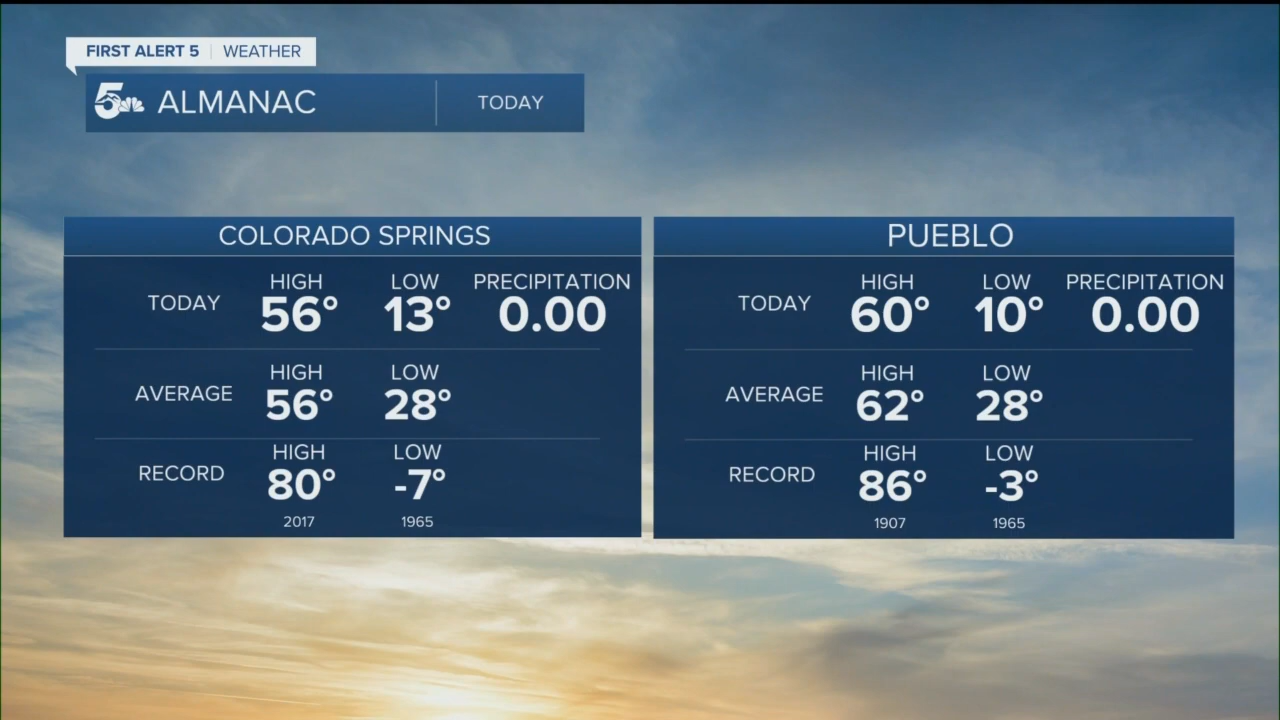 FIRST ALERT 5 | WEATHER
5 ALMANAC TODAY
COLORADO SPRINGS
HIGH LOW PRECIPITATION
TODAY 56° 13° 0.00
HIGH LOW
AVERAGE 56° 28°
HIGH LOW
RECORD 80° -7°
2017 1965
PUEBLO
HIGH LOW PRECIPITATION
TODAY 60° 10° 0.00
HIGH LOW
AVERAGE 62° 28°
HIGH LOW
RECORD 86° -3°
1907 1965